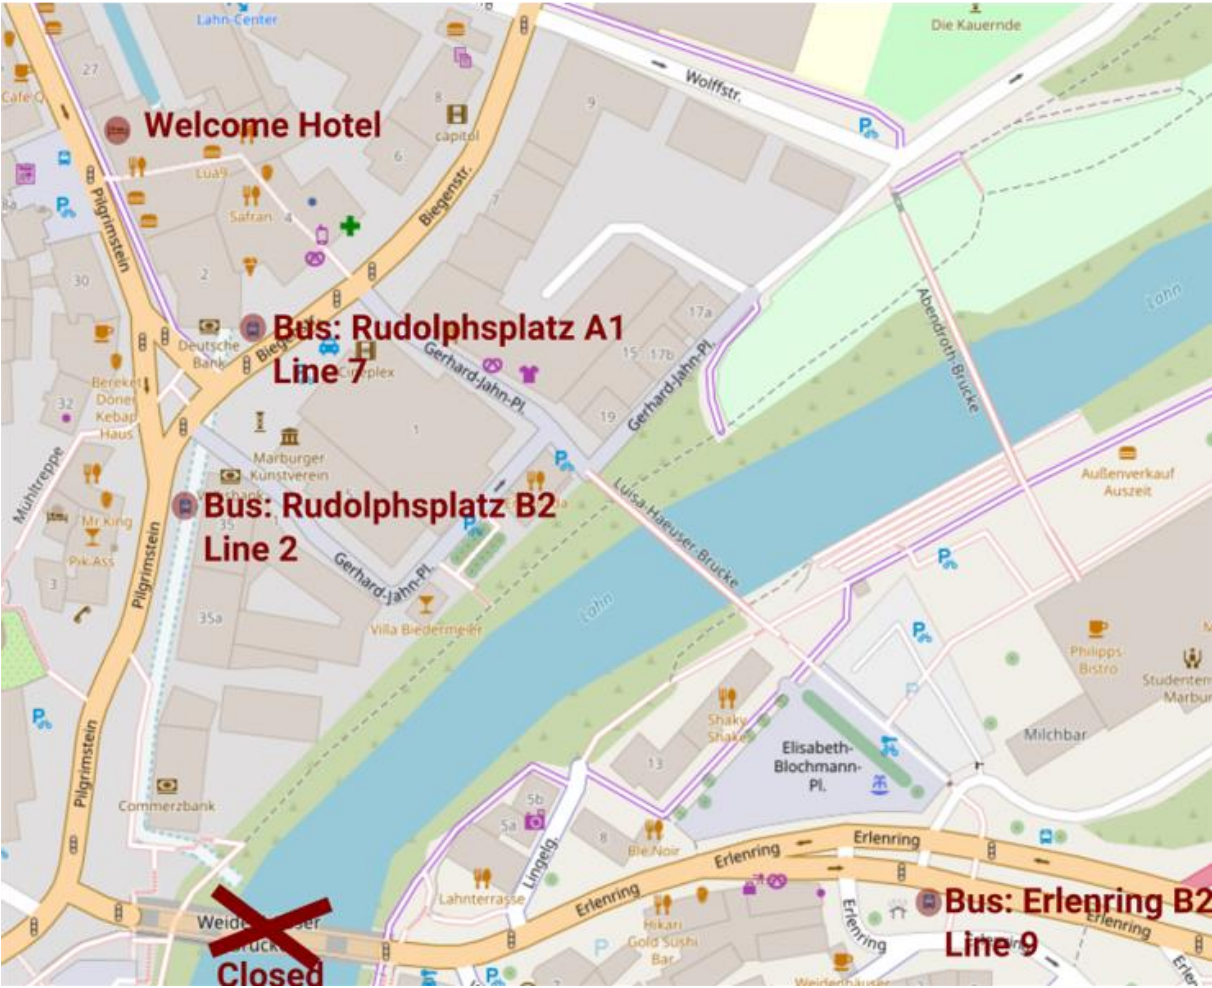 Lahn-Center
Die Kauernde
27
Café Q
8
9
Wolffstr.
capitol
Welcome Hotel
6
Lua9
8a
Pilgrimstein
Safran
4
7
Biegenstr.
30
2
Abendroth-Brücke
Lahn
17a
Bus: Rudolphsplatz A1
Line 7
Deutsche
Bank
Cineplex
Gerhard-Jahn-Pl.
15
17b
Gerhard-Jahn-Pl.
Bereket
Döner
Kebap
Haus
32
19
1
Marburger
Kunstverein
Mühltreppe
Außenverkauf
Auszeit
Bus: Rudolphsplatz B2
Line 2
35
Mr.King
Pik-Ass
Luisa-Haeuser-Brücke
Pilgrimstein
3
Gerhard-Jahn-Pl.
Lahn
35a
Villa Biedermeier
Philipps
Bistro
Shaky
Shake
Milchbar
Elisabeth-
Blochmann-
Pl.
13
Pilgrimstein
Commerzbank
5b
5a
8
Ble.Noir
Lingelg.
Erlenring
Erlenring
Erlenring
Lahnterrasse
Hikari
Gold Sushi
Bar
Erlenring
Bus: Erlenring B2
Line 9
Erlenring
Closed
Weidenhäuser